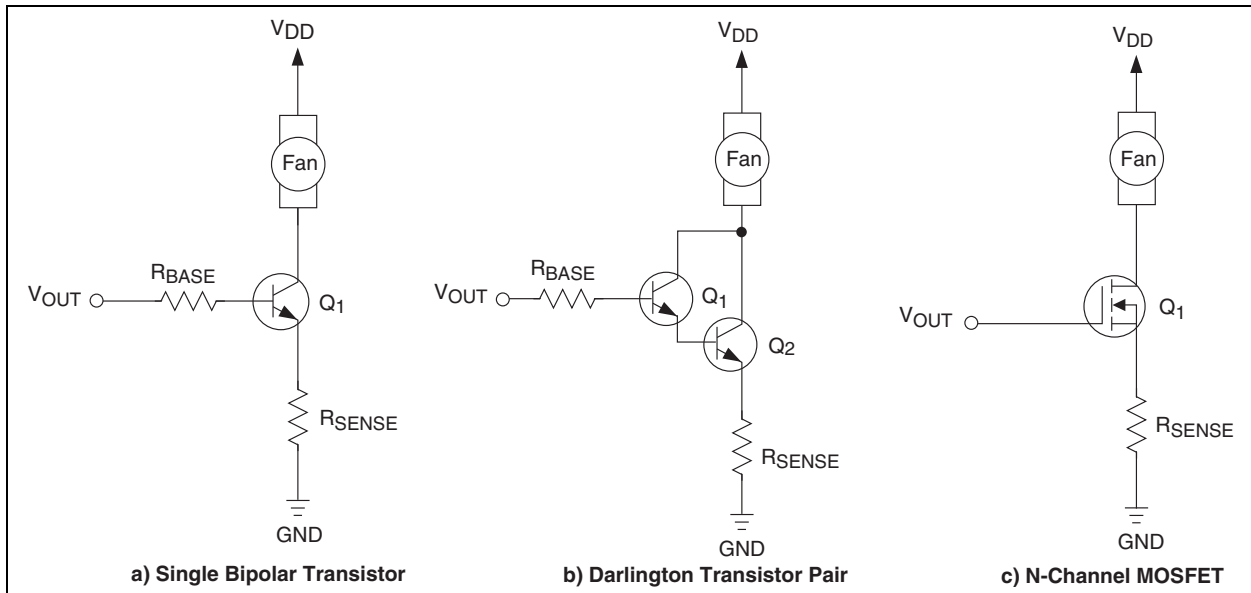 VDD
Fan
RBASE
VOUT
Q1
RSENSE
GND
a) Single Bipolar Transistor
VDD
Fan
RBASE
VOUT
Q1
Q2
RSENSE
GND
b) Darlington Transistor Pair
VDD
Fan
VOUT
Q1
RSENSE
GND
c) N-Channel MOSFET